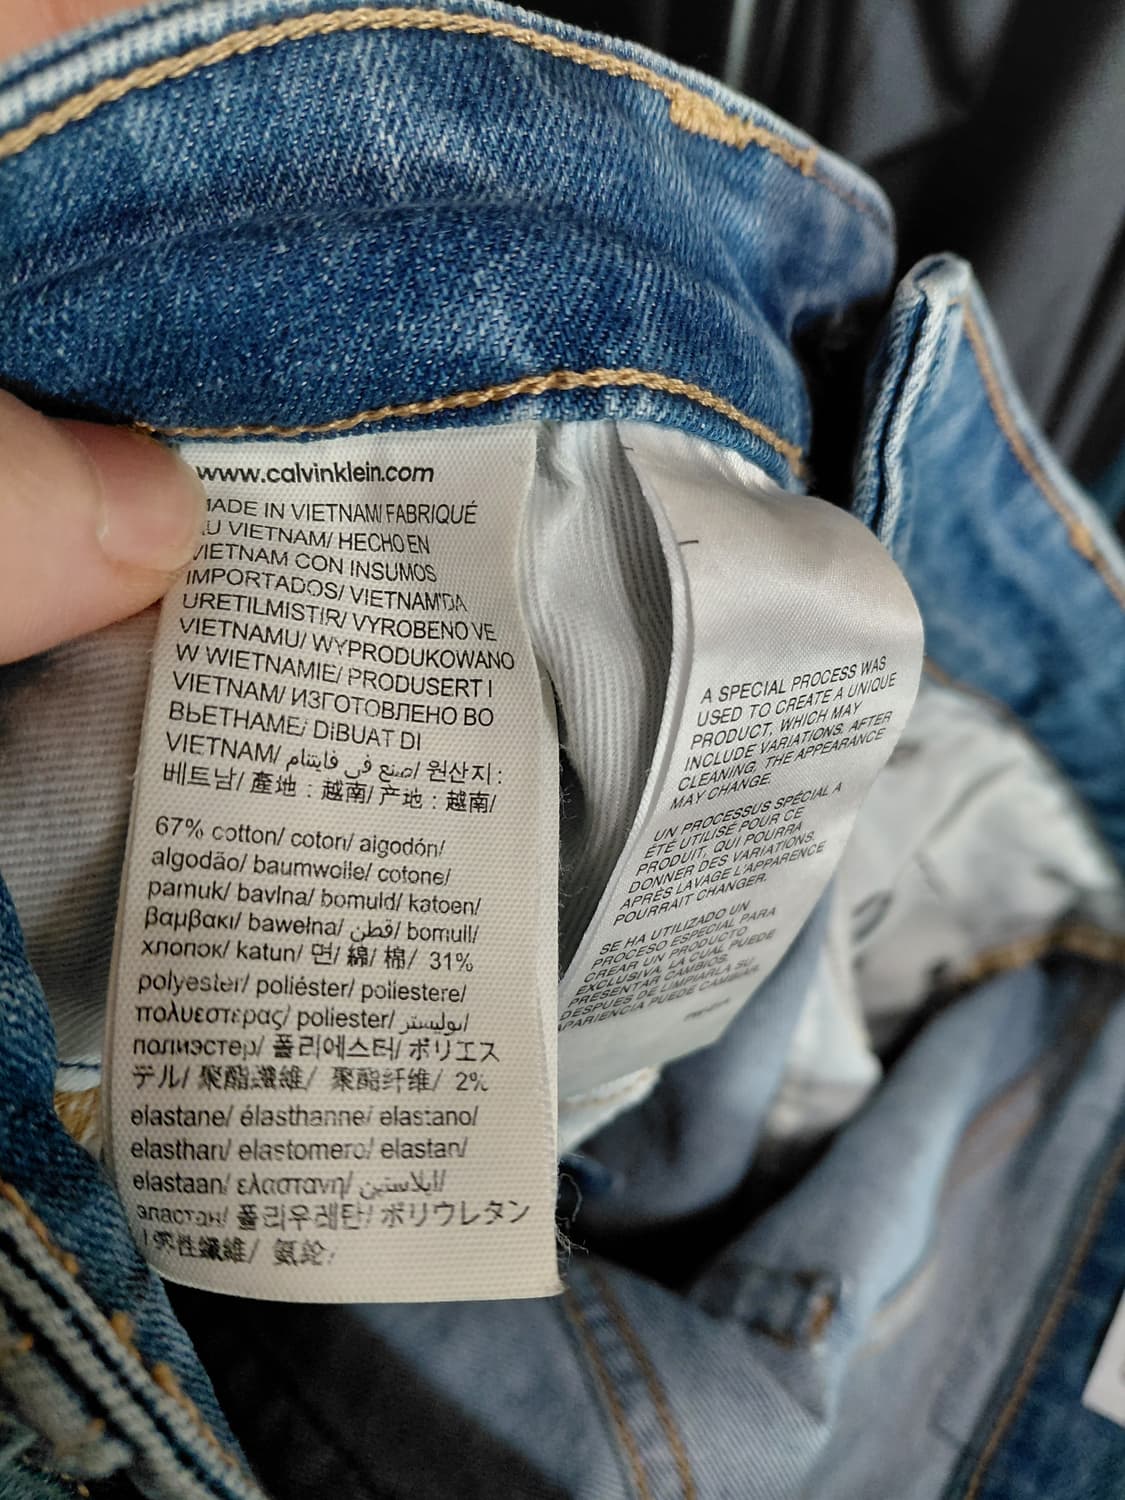 www.calvinklein.com
MADE IN VIETNAM/ FABRIQUÉ
AU VIETNAM/ HECHO EN
VIETNAM CON INSUMOS
IMPORTADOS/ VIETNAM'DA
URETILMISTIR/ VYROBENO VE
VIETNAMU/ WYPRODUKOWANO
W WIETNAMIE/ PRODUSERT I
VIETNAM/ ИЗГОТОВЛЕНО ВО
ВЬЕТНАМЕ/ DIBUAT DI
VIETNAM/ صنع في فايتنام/ 원산지 :
베트남/ 產地 : 越南/ 产地 : 越南/
67% cotton/ coton/ algodón/
algodão/ baumwolle/ cotone/
pamuk/ bavlna/ bomuld/ katoen/
βαμβακι/ bawełna/ قطن/ bomull/
хлопок/ katun/ 면/ 綿/ 棉/ 31%
polyester/ poliéster/ poliestere/
πολυεστερας/ poliester/ بوليستر/
полиэстер/ 폴리에스터/ ポリエス
テル/ 聚酯纖維/ 聚酯纤维/ 2%
elastane/ élasthanne/ elastano/
elasthan/ elastomero/ elastan/
elastaan/ ελαστανη/ ايلاستين/
эластан/ 폴리우레탄/ ポリウレタン
/ 弹性纖維/ 氨纶/
A SPECIAL PROCESS WAS
USED TO CREATE A UNIQUE
PRODUCT, WHICH MAY
INCLUDE VARIATIONS. AFTER
CLEANING, THE APPEARANCE
MAY CHANGE.
UN PROCESSUS SPÉCIAL A
ÉTÉ UTILISÉ POUR CE
PRODUIT, QUI POURRA
DONNER DES VARIATIONS.
APRÈS LAVAGE L'APPARENCE
POURRAIT CHANGER.
SE HA UTILIZADO UN
PROCESO ESPECIAL PARA
CREAR UN PRODUCTO
EXCLUSIVA, LA CUAL PUEDE
PRESENTAR CAMBIOS.
DESPUES DE LIMPIARLA SU
APARIENCIA PUEDE CAMBIAR.